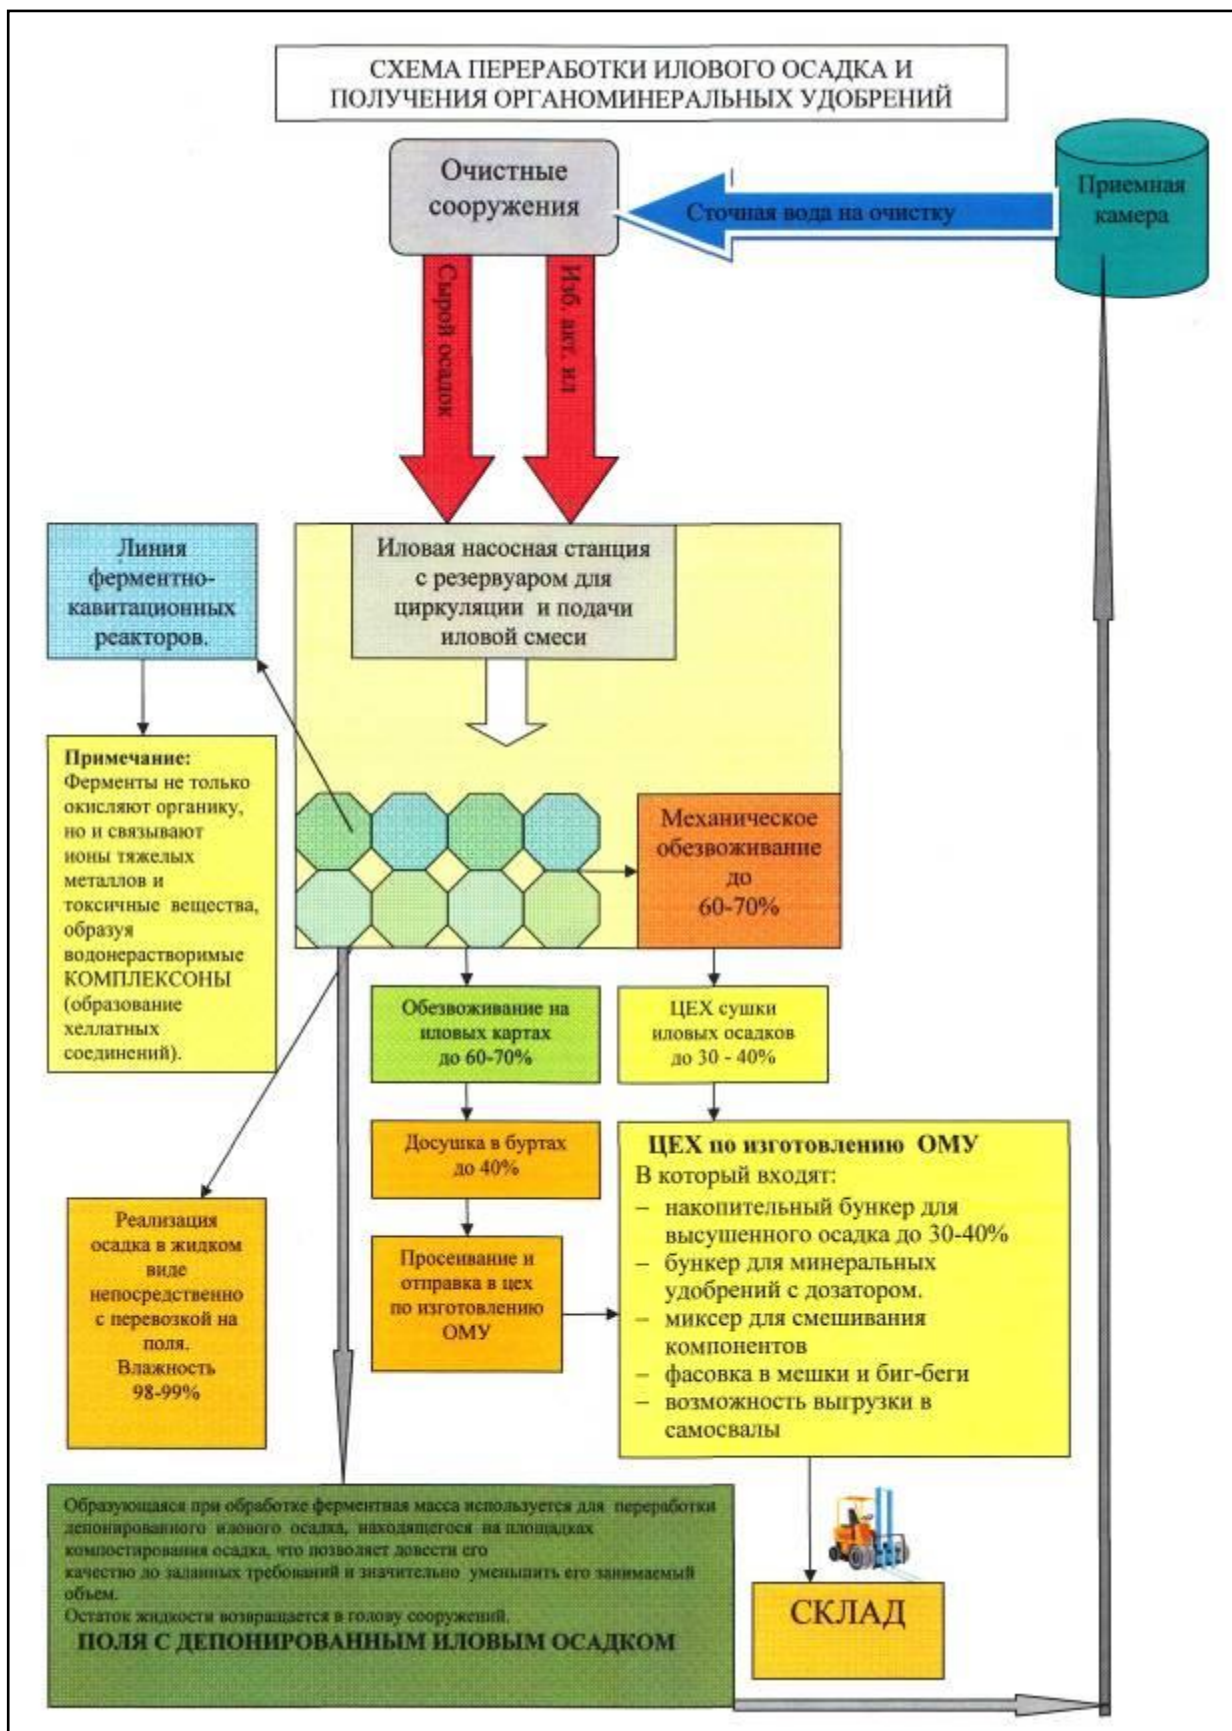 СХЕМА ПЕРЕРАБОТКИ ИЛОВОГО ОСАДКА И
ПОЛУЧЕНИЯ ОРГАНОМИНЕРАЛЬНЫХ УДОБРЕНИЙ
Очистные
сооружения
Сточная вода на очистку
Приемная
камера
Сырой осадок
Изб. акт. ил
Линия
ферментно-
кавитационных
реакторов.
Иловая насосная станция
с резервуаром для
циркуляции и подачи
иловой смеси
Примечание:
Ферменты не только
окисляют органику,
но и связывают
ионы тяжелых
металлов и
токсичные вещества,
образуя
водонерастворимые
КОМПЛЕКСОНЫ
(образование
хеллатных
соединений).
Механическое
обезвоживание
до
60-70%
Обезвоживание на
иловых картах
до 60-70%
ЦЕХ сушки
иловых осадков
до 30 - 40%
Досушка в буртах
до 40%
Просеивание и
отправка в цех
по изготовлению
ОМУ
ЦЕХ по изготовлению ОМУ
В который входят:
– накопительный бункер для
высушенного осадка до 30-40%
– бункер для минеральных
удобрений с дозатором.
– миксер для смешивания
компонентов
– фасовка в мешки и биг-беги
– возможность выгрузки в
самосвалы
Реализация
осадка в жидком
виде
непосредственно
с перевозкой на
поля.
Влажность
98-99%
Образующаяся при обработке ферментная масса используется для переработки
депонированного илового осадка, находящегося на площадках
компостирования осадка, что позволяет довести его
качество до заданных требований и значительно уменьшить его занимаемый
объем.
Остаток жидкости возвращается в голову сооружений.
ПОЛЯ С ДЕПОНИРОВАННЫМ ИЛОВЫМ ОСАДКОМ
СКЛАД